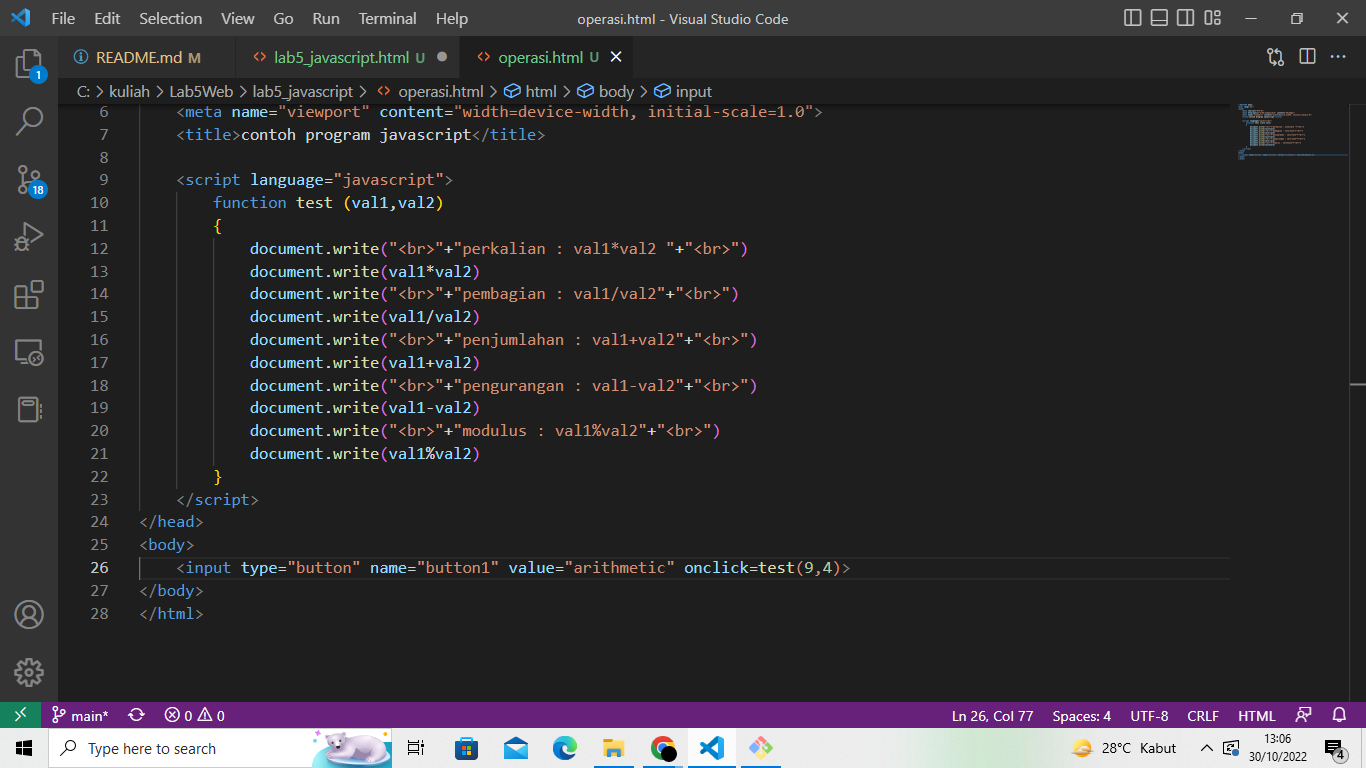 File Edit Selection View Go Run Terminal Help operasi.html - Visual Studio Code
README.md M lab5_javascript.html U operasi.html U
C: > kuliah > Lab5Web > lab5_javascript > operasi.html > html > body > input
6 <meta name="viewport" content="width=device-width, initial-scale=1.0">
7 <title>contoh program javascript</title>
8
9 <script language="javascript">
10 function test (val1,val2)
11 {
12 document.write("<br>"+"perkalian : val1*val2 "+"<br>")
13 document.write(val1*val2)
14 document.write("<br>"+"pembagian : val1/val2"+"<br>")
15 document.write(val1/val2)
16 document.write("<br>"+"penjumlahan : val1+val2"+"<br>")
17 document.write(val1+val2)
18 document.write("<br>"+"pengurangan : val1-val2"+"<br>")
19 document.write(val1-val2)
20 document.write("<br>"+"modulus : val1%val2"+"<br>")
21 document.write(val1%val2)
22 }
23 </script>
24 </head>
25 <body>
26 <input type="button" name="button1" value="arithmetic" onclick=test(9,4)>
27 </body>
28 </html>
1
18
main* 0 0 Ln 26, Col 77 Spaces: 4 UTF-8 CRLF HTML
Type here to search 28°C Kabut 13:06
30/10/2022 4